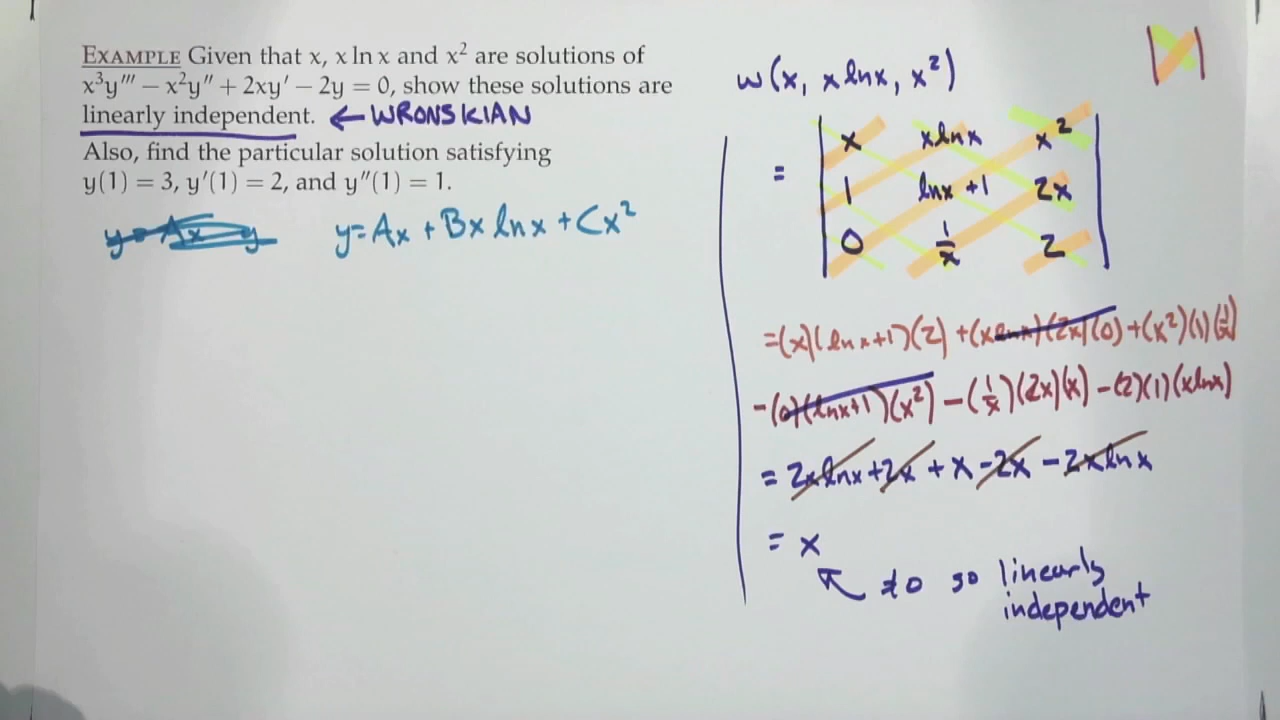 EXAMPLE Given that x, x ln x and x² are solutions of
x³y′′′ − x²y′′ + 2xy′ − 2y = 0, show these solutions are
linearly independent. ← WRONSKIAN
Also, find the particular solution satisfying
y(1) = 3, y′(1) = 2, and y′′(1) = 1.
y=Ax + Bx ln x + Cx²
W(x, x ln x, x²)
= | x x ln x x² |
| 1 ln x +1 2x |
| 0 1/x 2 |
=(x)(ln x+1)(2) +(x ln x)(2x)(0) +(x²)(1)(1/x)
-(0)(ln x+1)(x²) -(1/x)(2x)(x) -(2)(1)(x ln x)
= 2x ln x + 2x + x - 2x - 2x ln x
= x
≠0 so linearly
independent